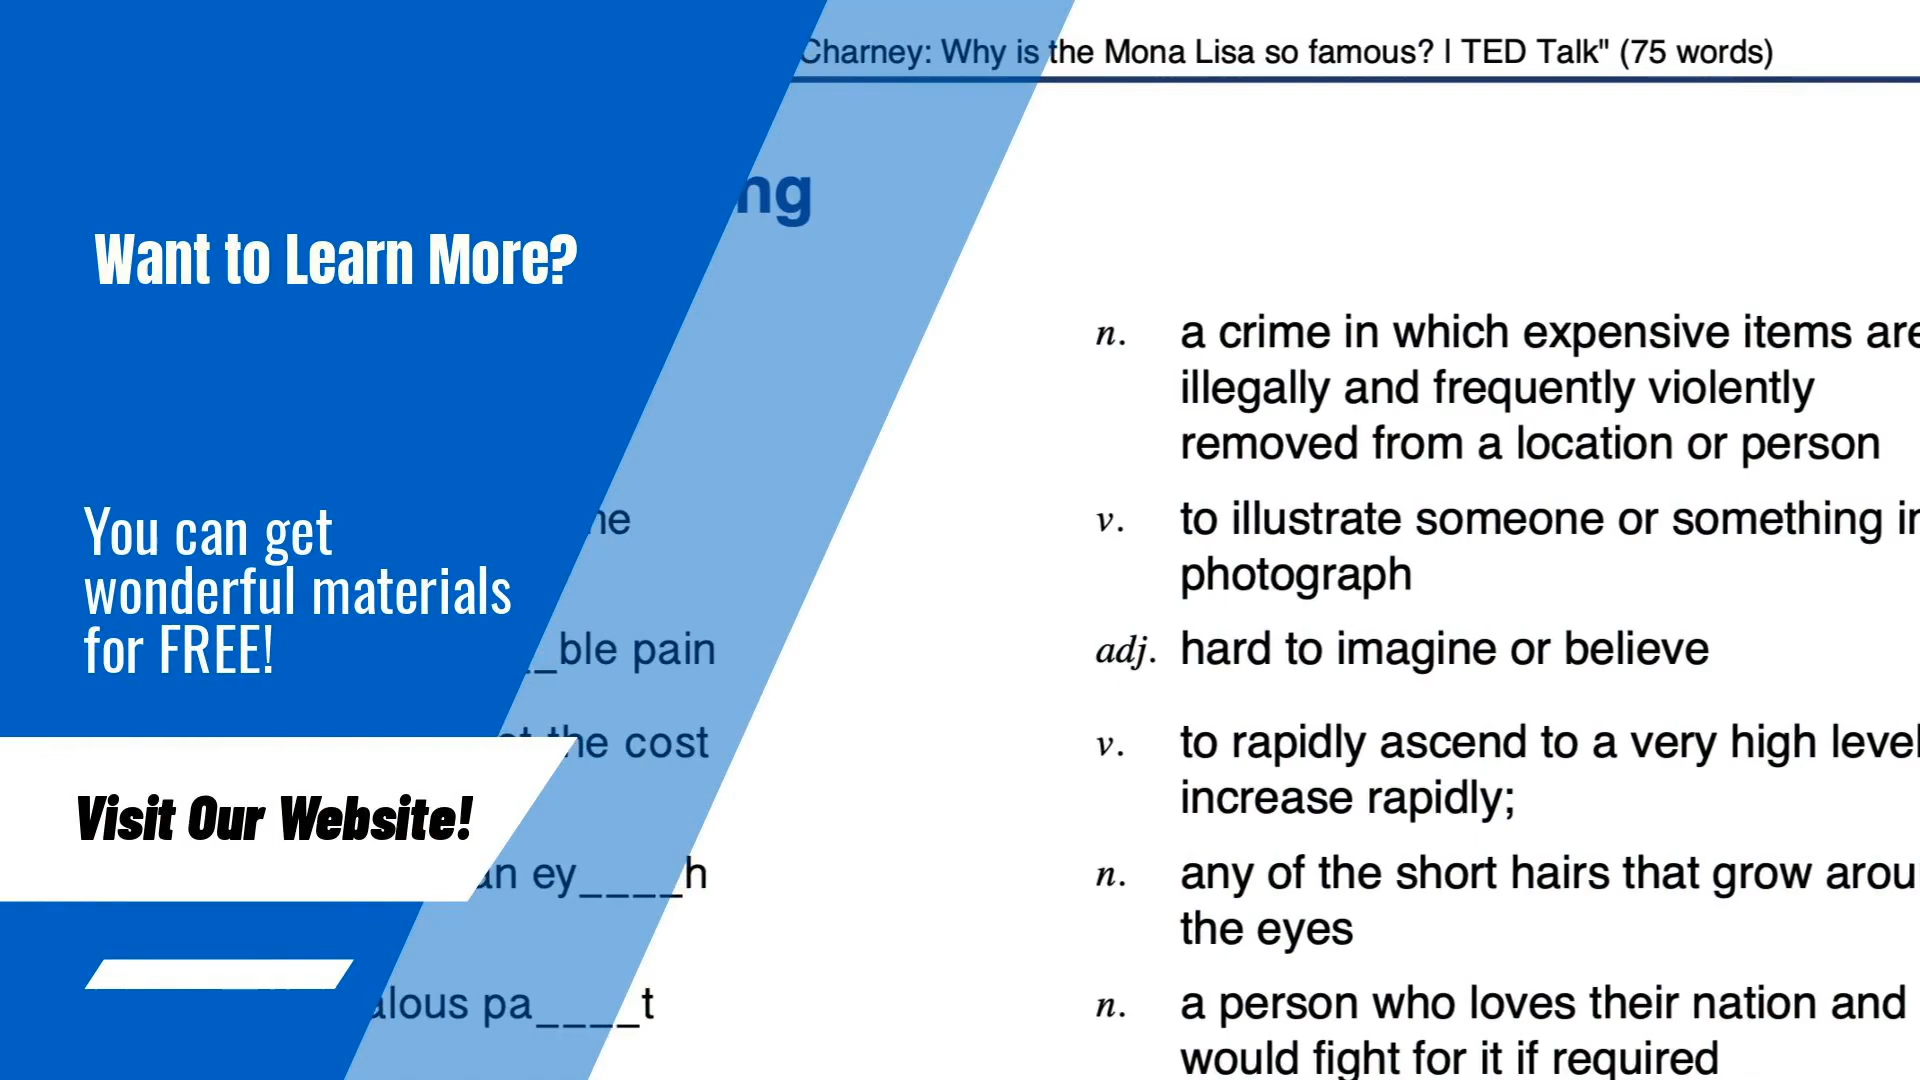 Charney: Why is the Mona Lisa so famous? | TED Talk" (75 words)
ng
Want to Learn More?
You can get
wonderful materials
for FREE!
Visit Our Website!
n. a crime in which expensive items are
illegally and frequently violently
removed from a location or person
he v. to illustrate someone or something in
photograph
_ble pain adj. hard to imagine or believe
the cost v. to rapidly ascend to a very high level
increase rapidly;
an ey____h n. any of the short hairs that grow arou
the eyes
alous pa____t n. a person who loves their nation and
would fight for it if required